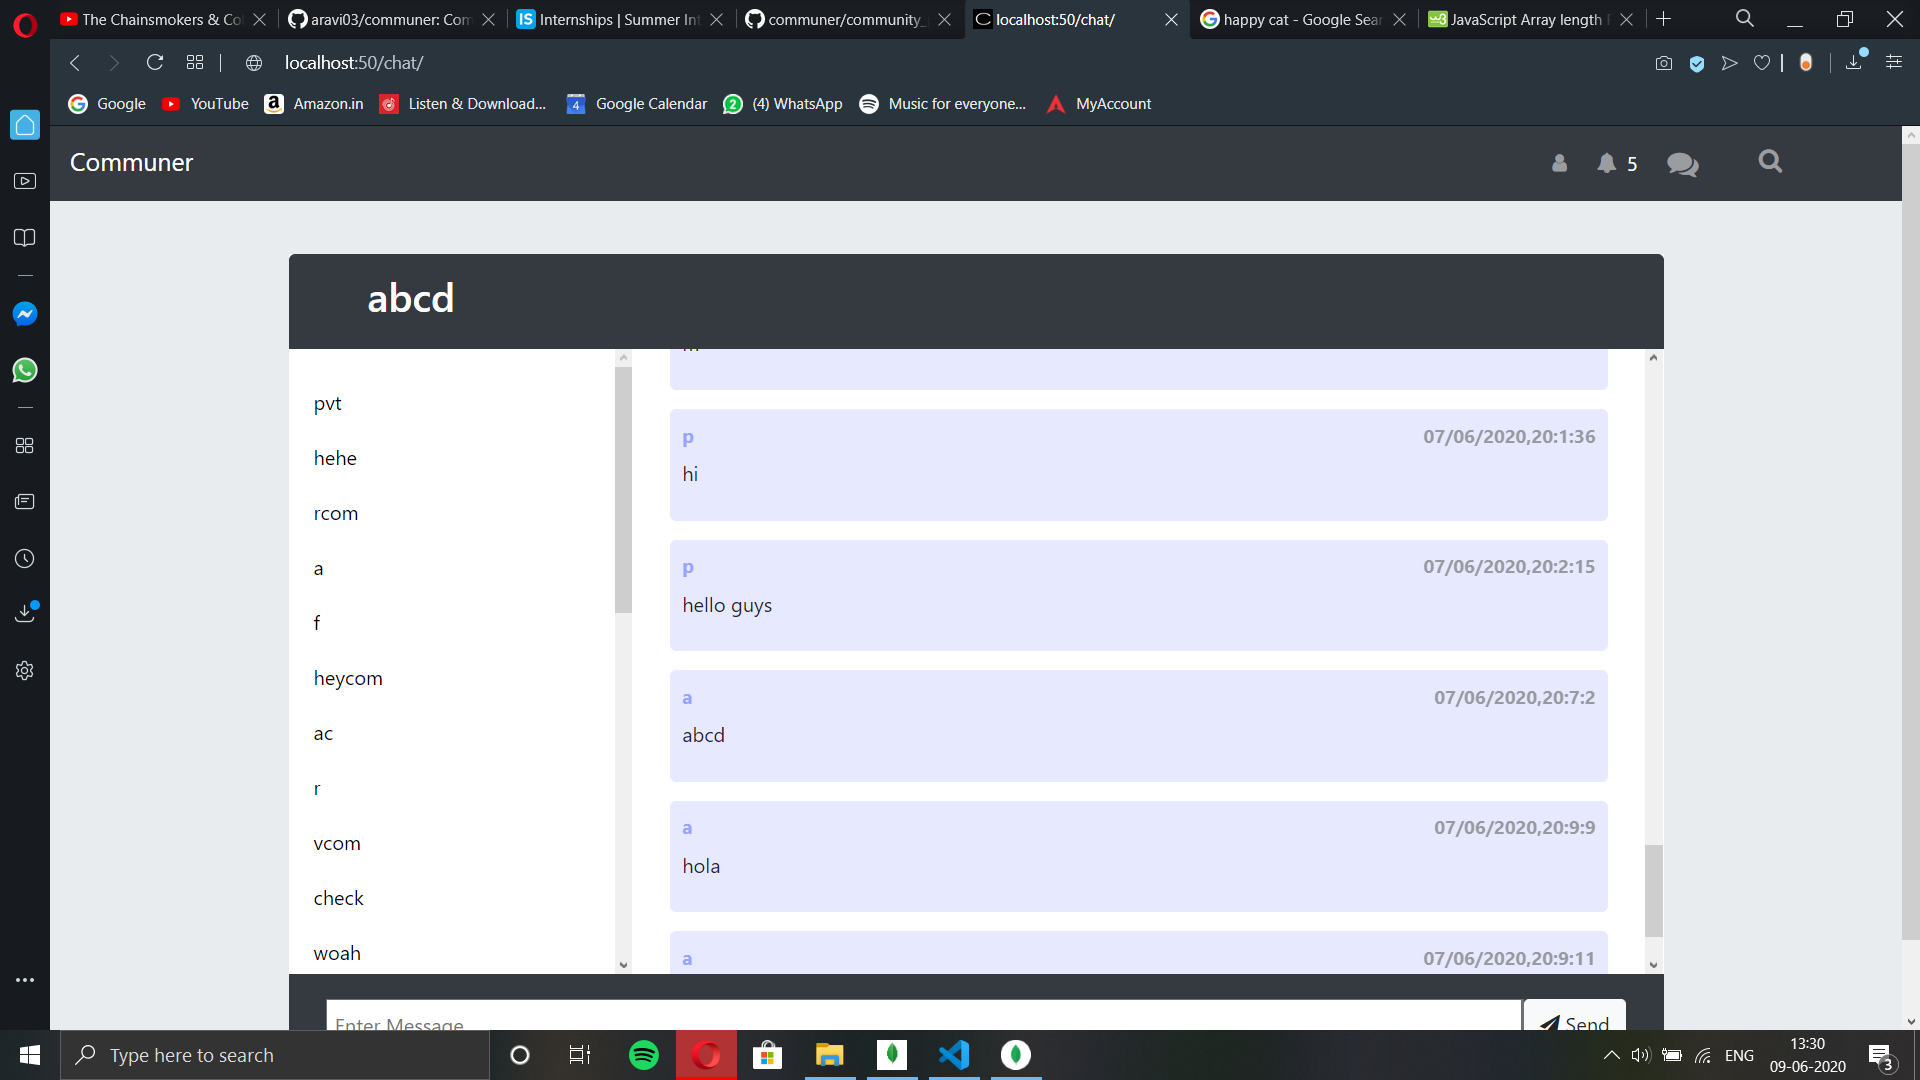 The Chainsmokers & Co
aravi03/communer: Com
Internships | Summer Int
communer/community_
localhost:50/chat/
happy cat - Google Sear
JavaScript Array length
localhost:50/chat/
Google
YouTube
Amazon.in
Listen & Download...
Google Calendar
(4) WhatsApp
Music for everyone...
MyAccount
Communer
5
abcd
pvt
hehe
rcom
a
f
heycom
ac
r
vcom
check
woah
p 07/06/2020,20:1:36
hi
p 07/06/2020,20:2:15
hello guys
a 07/06/2020,20:7:2
abcd
a 07/06/2020,20:9:9
hola
a 07/06/2020,20:9:11
Enter Message
Send
Type here to search
ENG
13:30
09-06-2020
3